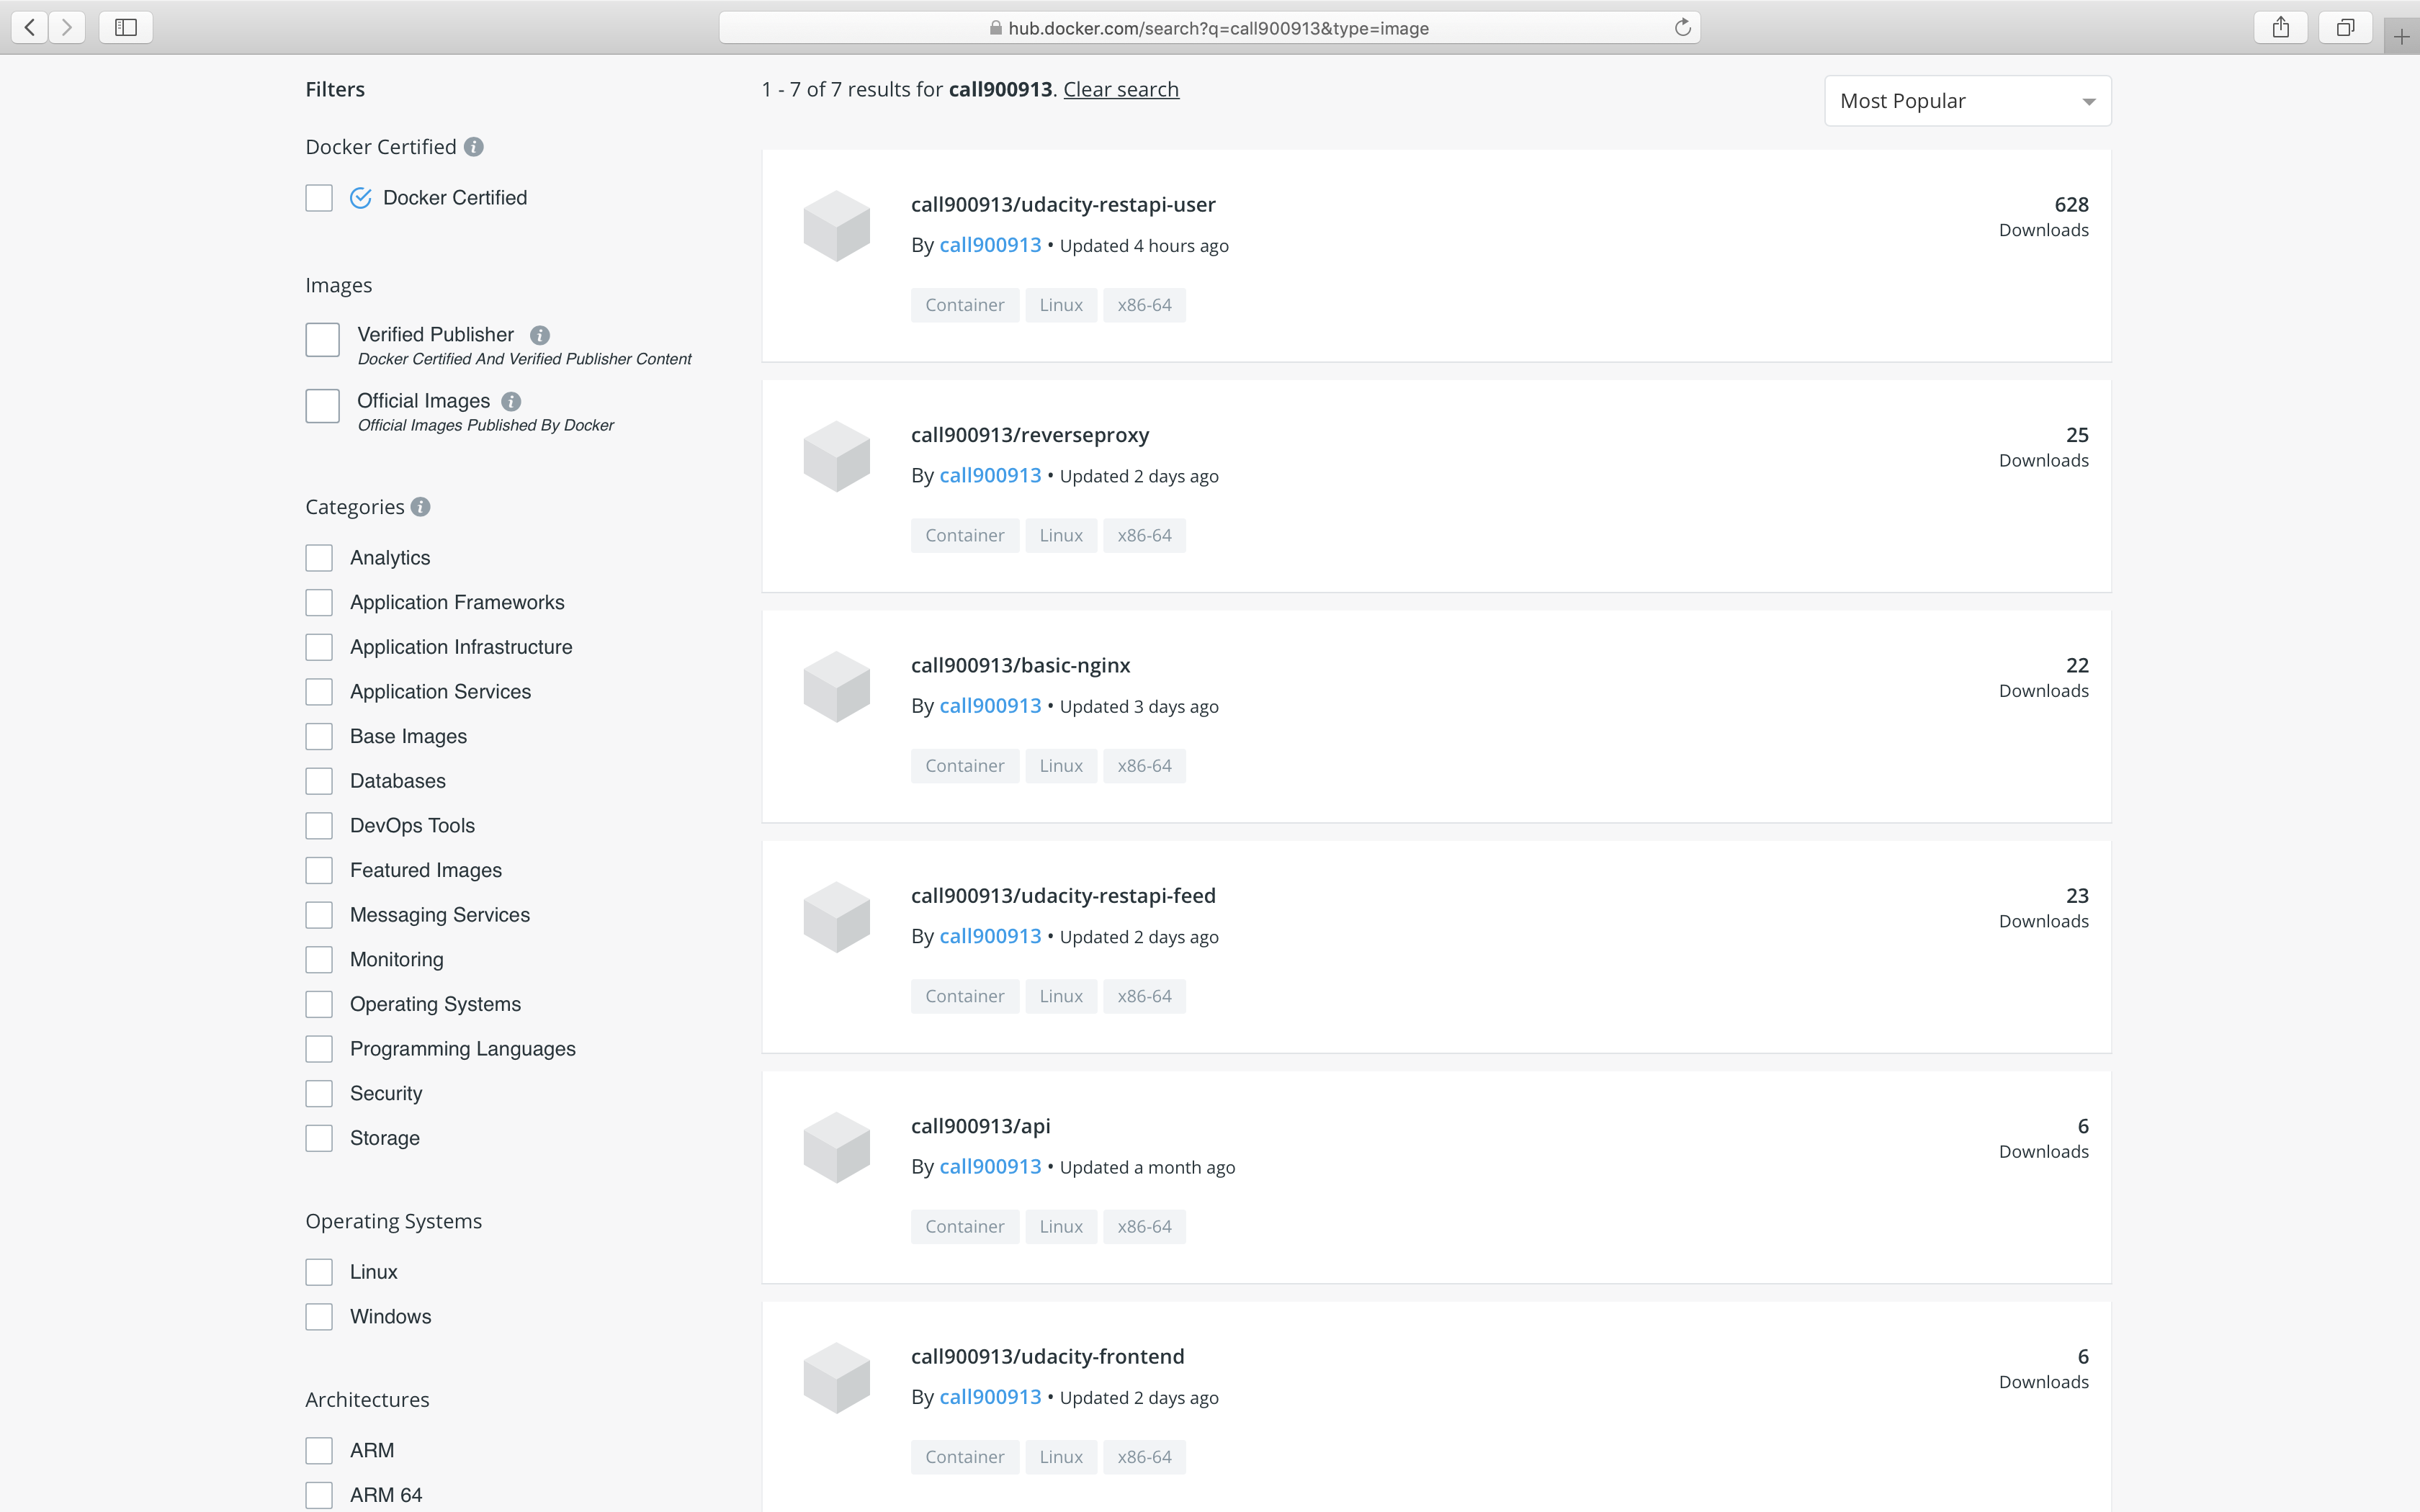 hub.docker.com/search?q=call900913&type=image
Filters
Docker Certified
Docker Certified
Images
Verified Publisher
Docker Certified And Verified Publisher Content
Official Images
Official Images Published By Docker
Categories
Analytics
Application Frameworks
Application Infrastructure
Application Services
Base Images
Databases
DevOps Tools
Featured Images
Messaging Services
Monitoring
Operating Systems
Programming Languages
Security
Storage
Operating Systems
Linux
Windows
Architectures
ARM
ARM 64
1 - 7 of 7 results for call900913. Clear search
Most Popular
call900913/udacity-restapi-user
By call900913 • Updated 4 hours ago
Container Linux x86-64
628
Downloads
call900913/reverseproxy
By call900913 • Updated 2 days ago
Container Linux x86-64
25
Downloads
call900913/basic-nginx
By call900913 • Updated 3 days ago
Container Linux x86-64
22
Downloads
call900913/udacity-restapi-feed
By call900913 • Updated 2 days ago
Container Linux x86-64
23
Downloads
call900913/api
By call900913 • Updated a month ago
Container Linux x86-64
6
Downloads
call900913/udacity-frontend
By call900913 • Updated 2 days ago
Container Linux x86-64
6
Downloads